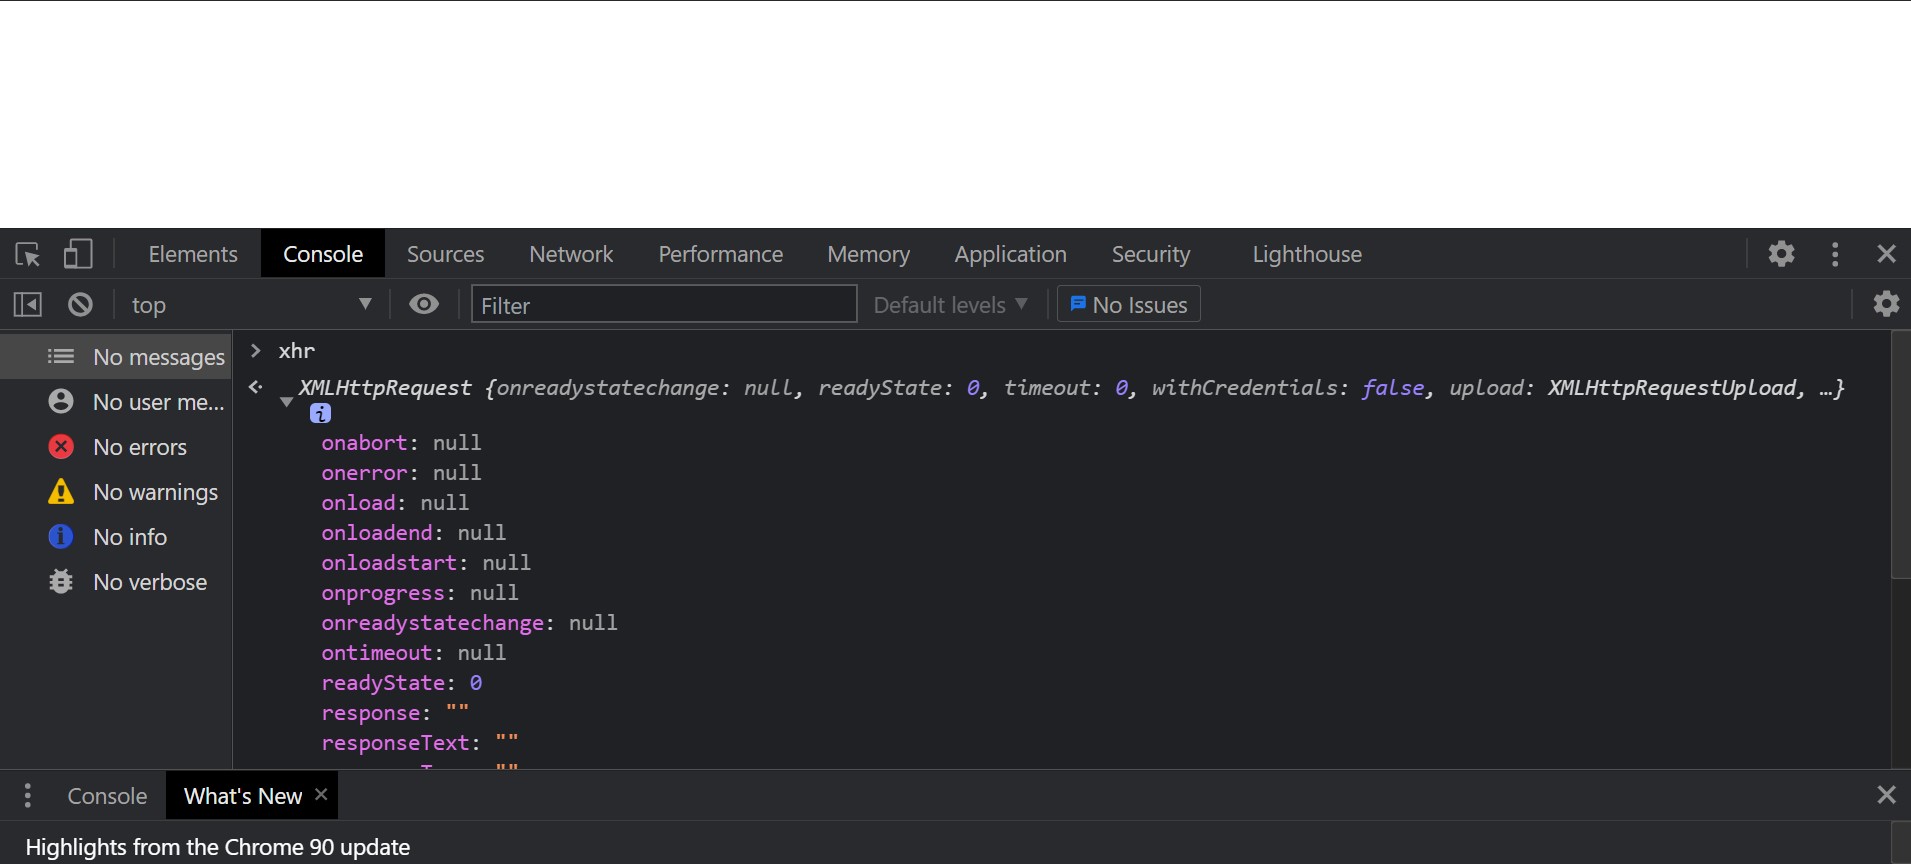 Elements Console Sources Network Performance Memory Application Security Lighthouse
top Filter Default levels No Issues
No messages
No user me...
No errors
No warnings
No info
No verbose
xhr
XMLHttpRequest {onreadystatechange: null, readyState: 0, timeout: 0, withCredentials: false, upload: XMLHttpRequestUpload, …}
i
onabort: null
onerror: null
onload: null
onloadend: null
onloadstart: null
onprogress: null
onreadystatechange: null
ontimeout: null
readyState: 0
response: ""
responseText: ""
Console What's New
Highlights from the Chrome 90 update